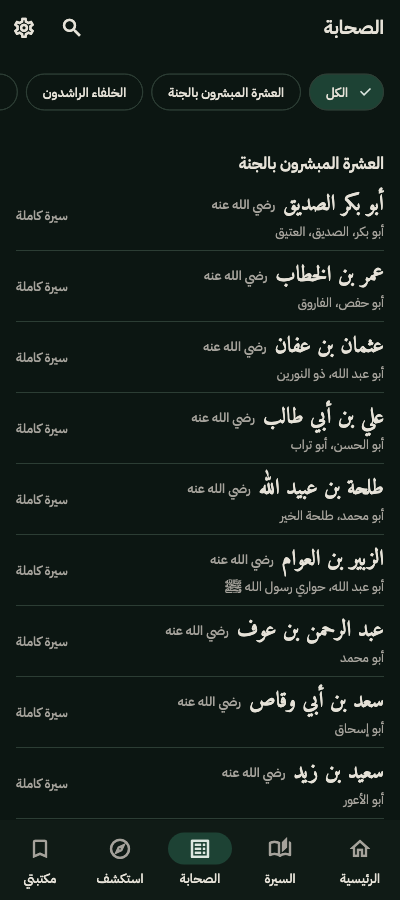 الصحابة
الكل
العشرة المبشرون بالجنة
الخلفاء الراشدون
العشرة المبشرون بالجنة
أبو بكر الصديق رضي الله عنه
أبو بكر، الصديق، العتيق
سيرة كاملة
عمر بن الخطاب رضي الله عنه
أبو حفص، الفاروق
سيرة كاملة
عثمان بن عفان رضي الله عنه
أبو عبد الله، ذو النورين
سيرة كاملة
علي بن أبي طالب رضي الله عنه
أبو الحسن، أبو تراب
سيرة كاملة
طلحة بن عبيد الله رضي الله عنه
أبو محمد، طلحة الخير
سيرة كاملة
الزبير بن العوام رضي الله عنه
أبو عبد الله، حواري رسول الله ﷺ
سيرة كاملة
عبد الرحمن بن عوف رضي الله عنه
أبو محمد
سيرة كاملة
سعد بن أبي وقاص رضي الله عنه
أبو إسحاق
سيرة كاملة
سعيد بن زيد رضي الله عنه
أبو الأعور
سيرة كاملة
الرئيسية
السيرة
الصحابة
استكشف
مكتبتي